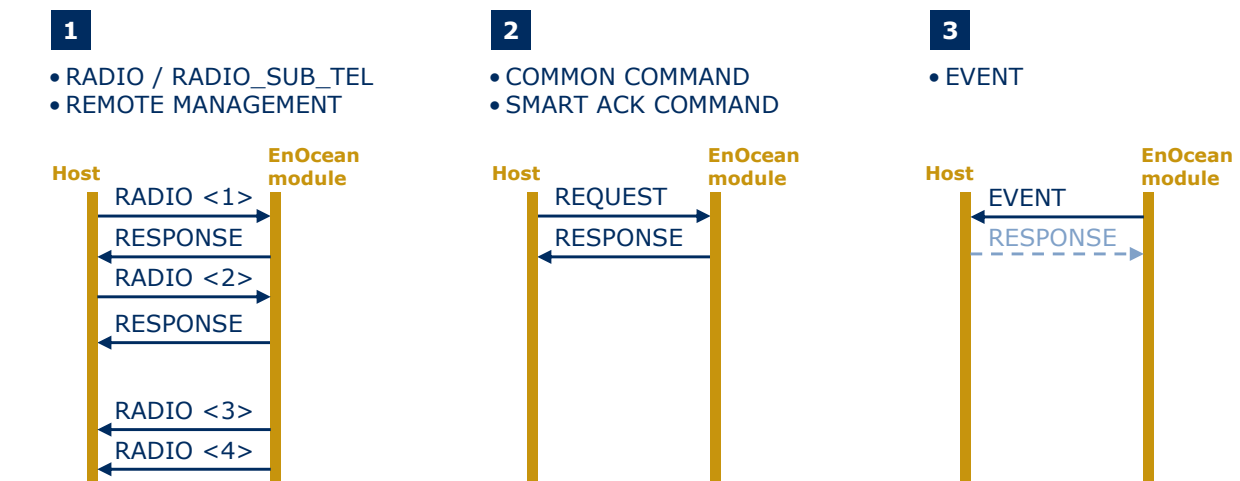 1
• RADIO / RADIO_SUB_TEL
• REMOTE MANAGEMENT
Host
EnOcean
module
RADIO <1>
RESPONSE
RADIO <2>
RESPONSE
RADIO <3>
RADIO <4>
2
• COMMON COMMAND
• SMART ACK COMMAND
Host
EnOcean
module
REQUEST
RESPONSE
3
• EVENT
Host
EnOcean
module
EVENT
RESPONSE